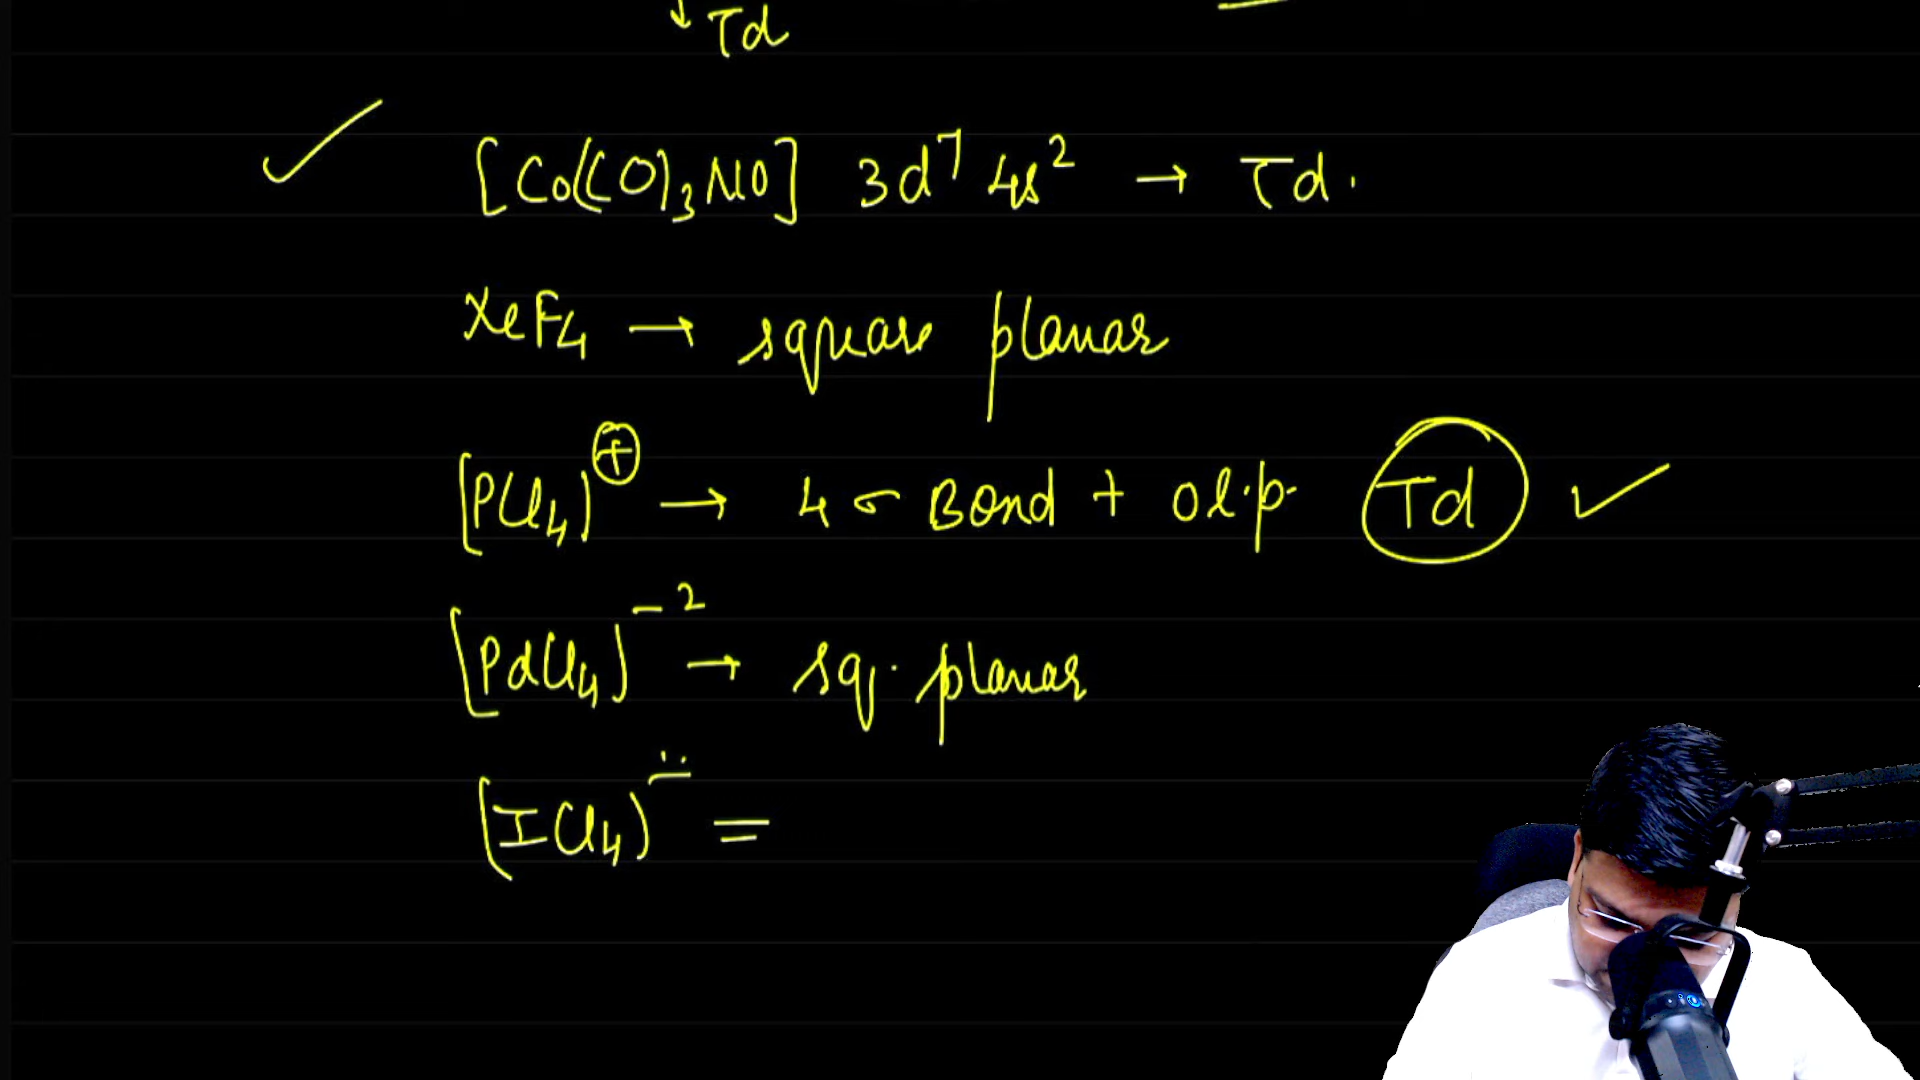 Td
[Co(CO)₃NO] 3d⁷ 4s² → Td.
XeF₄ → square planar
[PCl₄]⊕ → 4 σ Bond + 0 l.p. Td
[PdCl₄]⁻² → sq. planar
[ICl₄]⁻ =